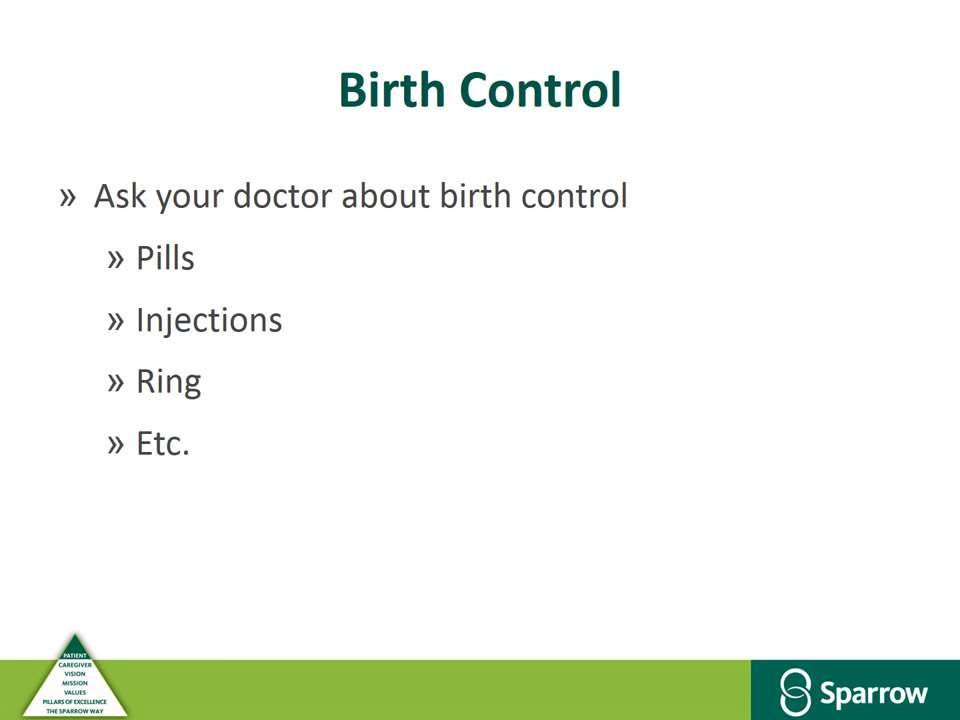 Birth Control
» Ask your doctor about birth control
» Pills
» Injections
» Ring
» Etc.
PATIENT
CAREGIVER
VISION
MISSION
VALUES
PILLARS OF EXCELLENCE
THE SPARROW WAY
Sparrow